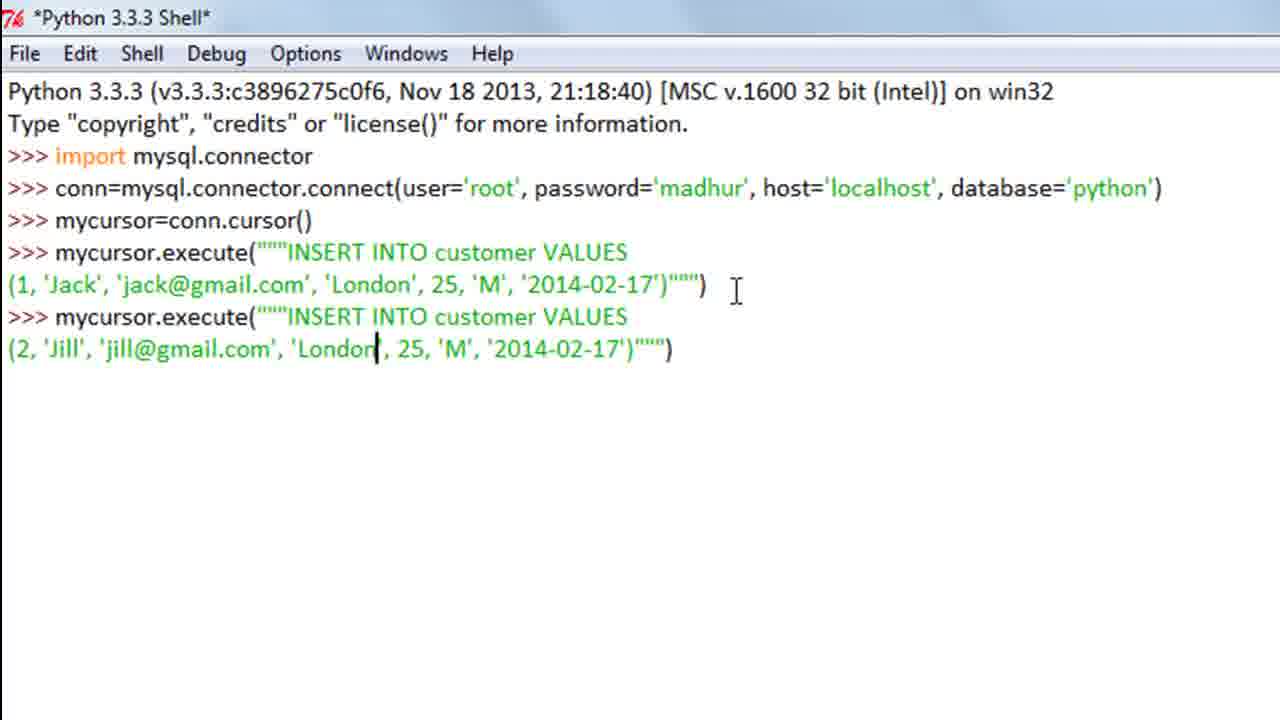 *Python 3.3.3 Shell*
File Edit Shell Debug Options Windows Help
Python 3.3.3 (v3.3.3:c3896275c0f6, Nov 18 2013, 21:18:40) [MSC v.1600 32 bit (Intel)] on win32
Type "copyright", "credits" or "license()" for more information.
>>> import mysql.connector
>>> conn=mysql.connector.connect(user='root', password='madhur', host='localhost', database='python')
>>> mycursor=conn.cursor()
>>> mycursor.execute("""INSERT INTO customer VALUES
(1, 'Jack', 'jack@gmail.com', 'London', 25, 'M', '2014-02-17')""")
>>> mycursor.execute("""INSERT INTO customer VALUES
(2, 'Jill', 'jill@gmail.com', 'London', 25, 'M', '2014-02-17')""")